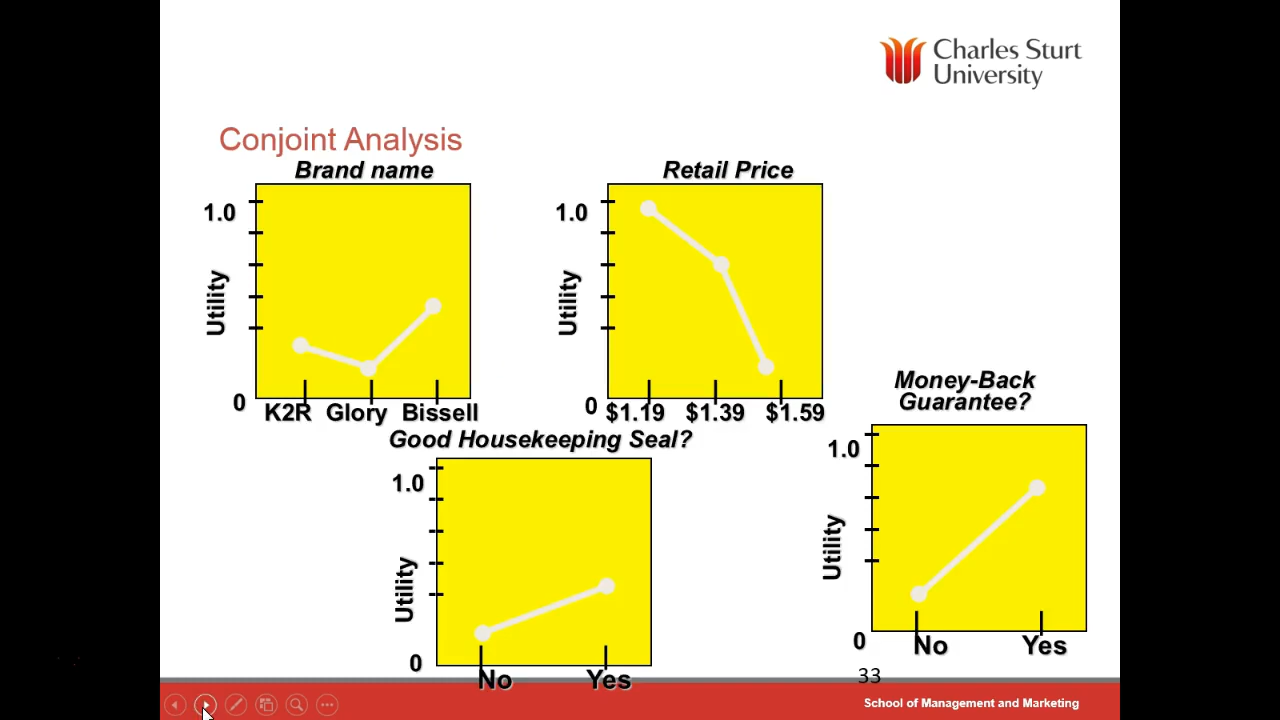 Charles Sturt
University
Conjoint Analysis
Brand name
1.0
Utility
0
K2R Glory Bissell
Retail Price
1.0
Utility
0
$1.19 $1.39 $1.59
Good Housekeeping Seal?
1.0
Utility
0
No Yes
Money-Back
Guarantee?
1.0
Utility
0
No Yes
33
School of Management and Marketing